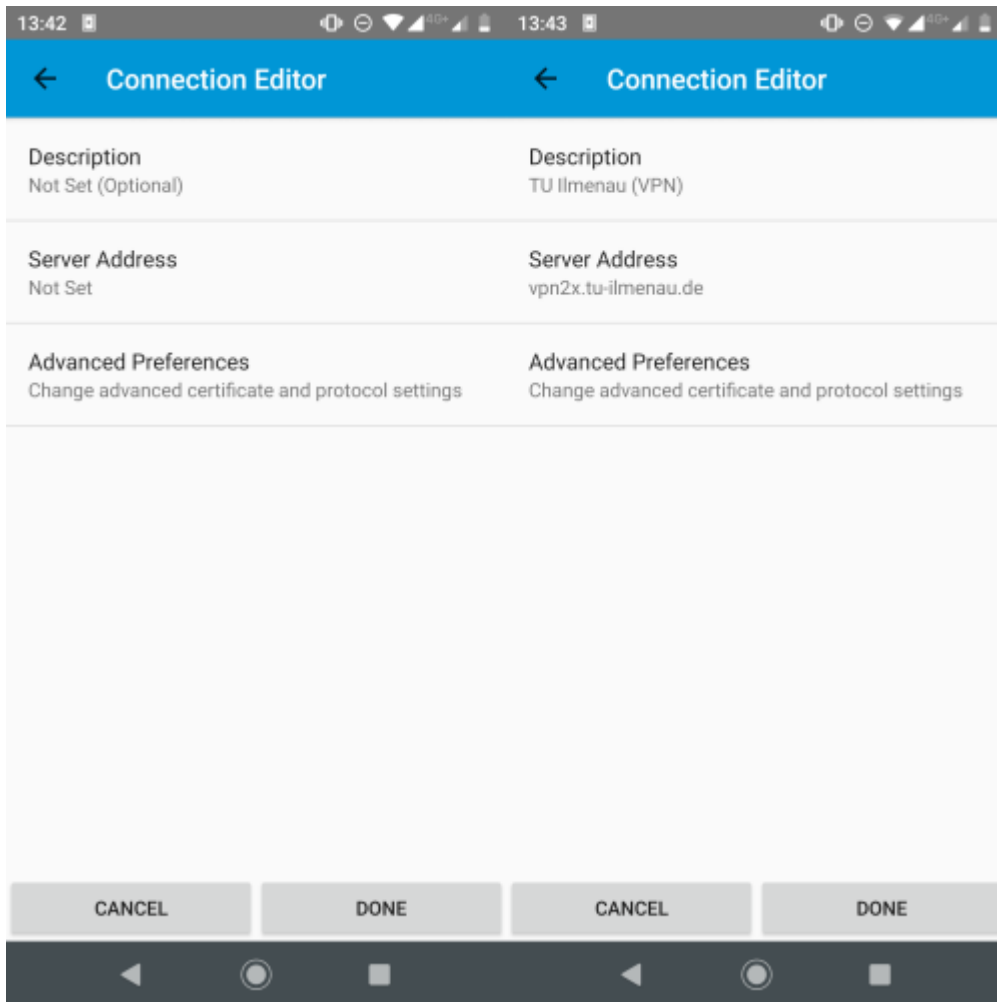 13:42
4G+
Connection Editor
Description
Not Set (Optional)
Server Address
Not Set
Advanced Preferences
Change advanced certificate and protocol settings
CANCEL DONE
13:43
4G+
Connection Editor
Description
TU Ilmenau (VPN)
Server Address
vpn2x.tu-ilmenau.de
Advanced Preferences
Change advanced certificate and protocol settings
CANCEL DONE